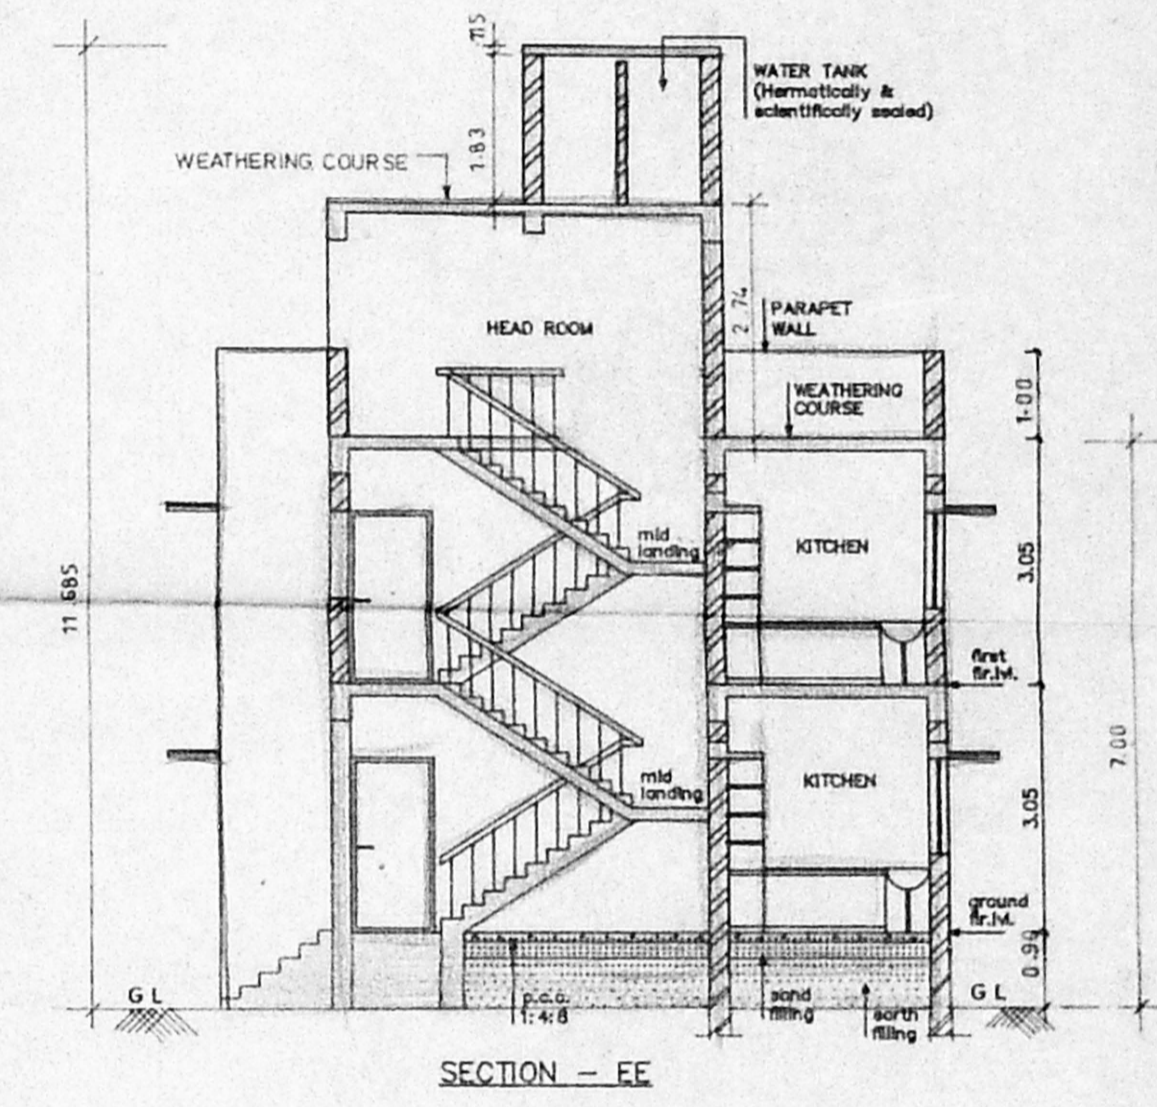 .115
WATER TANK
(Hermetically &
scientifically sealed)
1.83
WEATHERING COURSE
2.74
PARAPET
WALL
HEAD ROOM
WEATHERING
COURSE
1.00
mid
landing
KITCHEN
3.05
11.685
first
flr.lvl.
7.00
mid
landing
KITCHEN
3.05
ground
flr.lvl.
GL
p.c.c.
1:4:8
sand
filling
earth
filling
GL
SECTION - EE